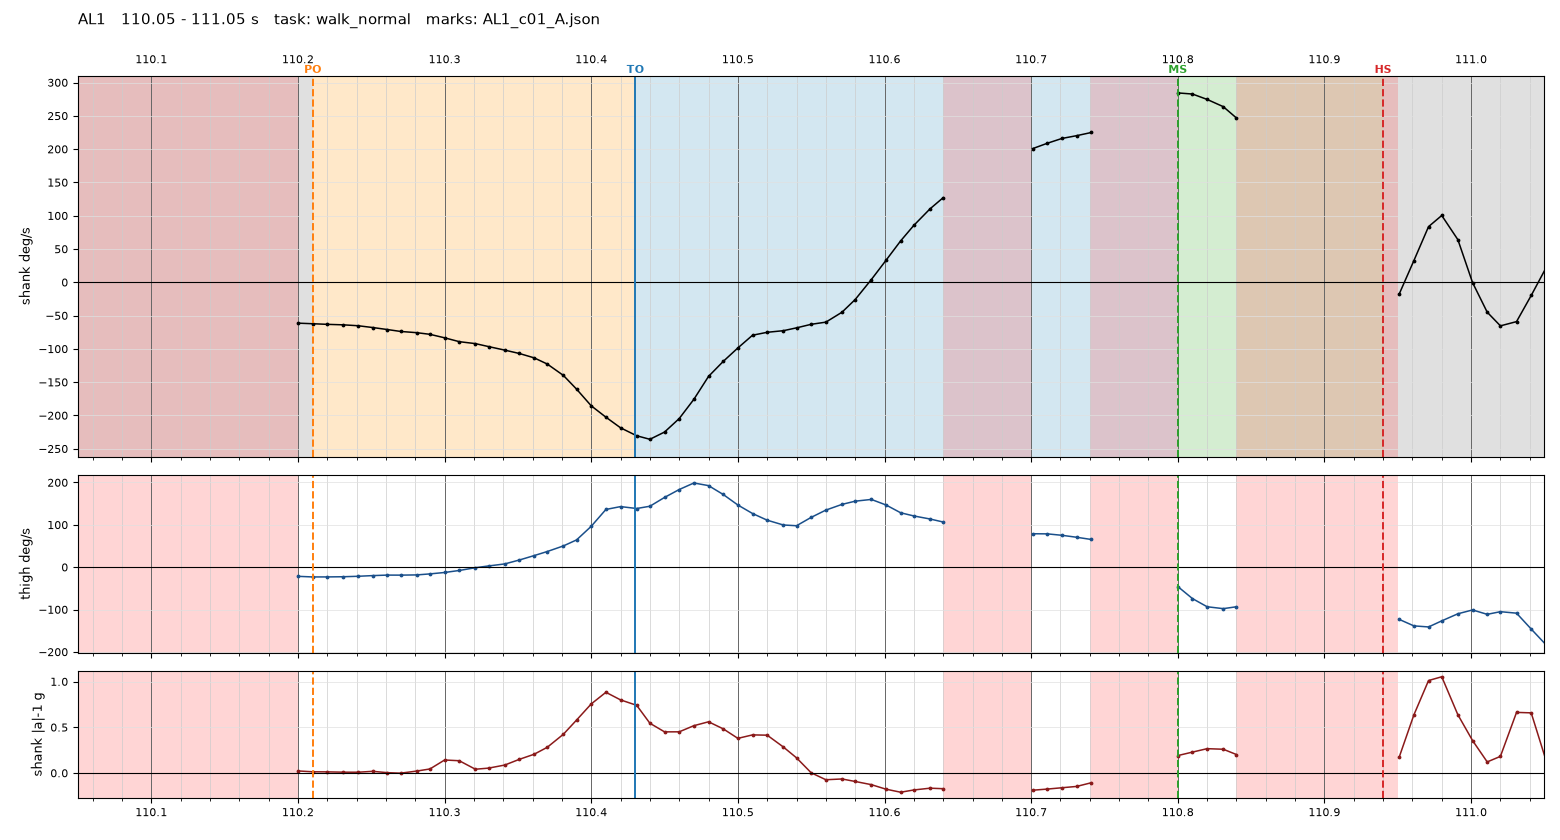 AL1   110.05 - 111.05 s   task: walk_normal   marks: AL1_c01_A.json
110.1 110.2 110.3 110.4 110.5 110.6 110.7 110.8 110.9 111.0
PO TO MS HS
shank deg/s
300
250
200
150
100
50
0
−50
−100
−150
−200
−250
thigh deg/s
200
100
0
−100
−200
shank |a|-1 g
1.0
0.5
0.0
110.1 110.2 110.3 110.4 110.5 110.6 110.7 110.8 110.9 111.0